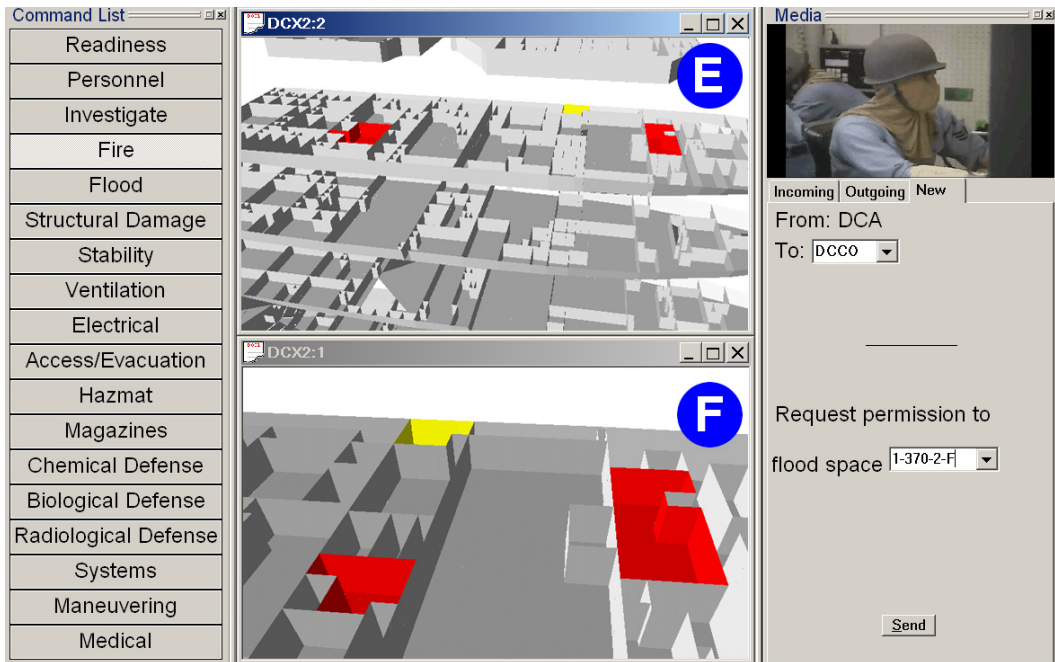 Command List
Readiness
Personnel
Investigate
Fire
Flood
Structural Damage
Stability
Ventilation
Electrical
Access/Evacuation
Hazmat
Magazines
Chemical Defense
Biological Defense
Radiological Defense
Systems
Maneuvering
Medical
DCX2:2
E
DCX2:1
F
Media
Incoming Outgoing New
From: DCA
To: DCCO
Request permission to
flood space 1-370-2-F
Send